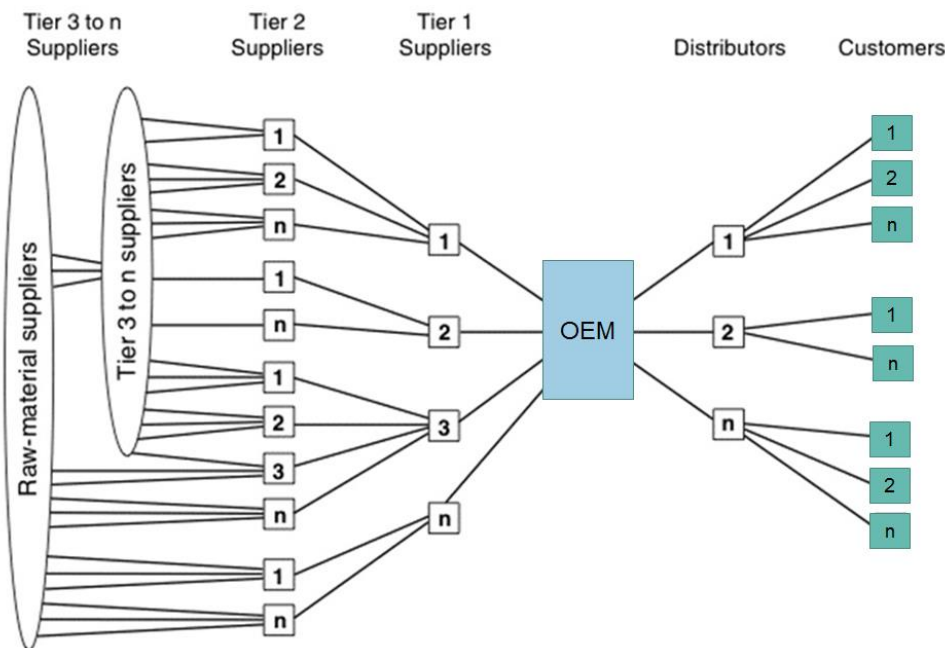 Tier 3 to n
Suppliers
Tier 2
Suppliers
Tier 1
Suppliers
Distributors
Customers
Raw-material suppliers
Tier 3 to n suppliers
1
2
n
1
n
1
2
3
n
1
n
1
2
3
n
OEM
1
2
n
1
2
n
1
n
1
2
n